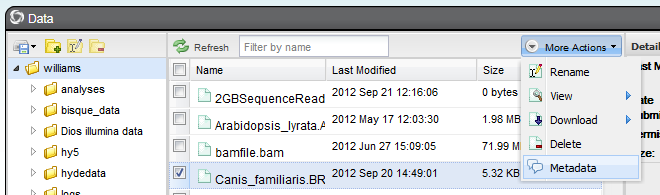 Data
Refresh
Filter by name
More Actions
williams
analyses
bisque_data
Dios illumina data
hy5
hydedata
Name
Last Modified
Size
2GBSequenceRead
2012 Sep 21 12:16:06
0 bytes
Arabidopsis_lyrata.A
2012 May 17 12:03:30
1.98 MB
bamfile.bam
2012 Jun 27 15:09:05
71.99 M
Canis_familiaris.BR
2012 Sep 20 14:49:01
5.32 KB
Rename
View
Download
Delete
Metadata